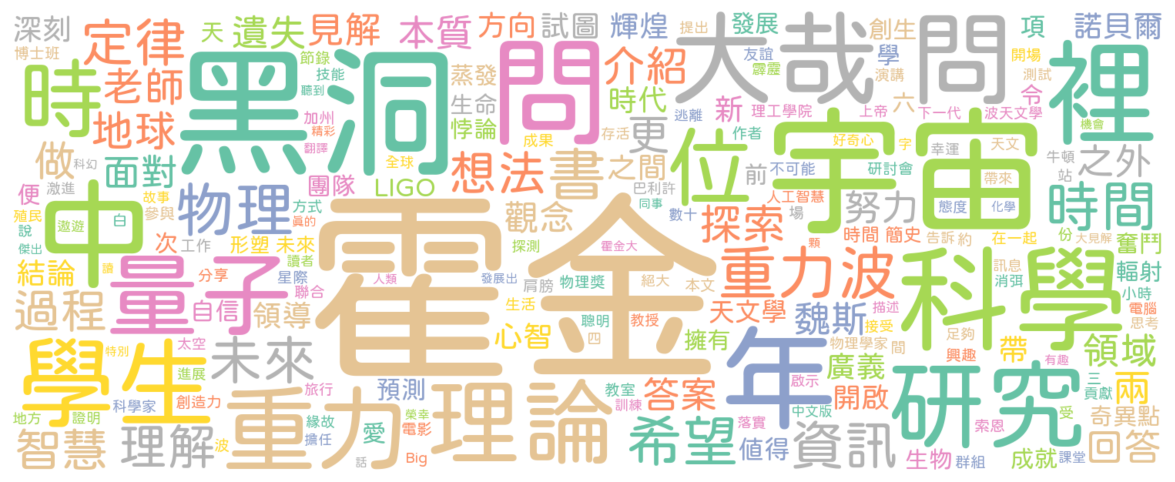 深刻
博士班
定律
天
遺失
見解
節錄
技能
聽到
本質
方向
試圖
輝煌
提出
友誼
霹靂
發展
創生
學
演講
項
開場
測試
諾貝爾
時
老師
地球
黑洞
加州
精彩
翻譯
蒸發
生命
悖論
問
成果
介紹
時代
存活
大哉問
新
更
理工學院
逃離
作者
上帝
六
下一代
令
波天文學
裡
機會
做
科幻
面對
激進
便
團隊
全球
LIGO
想法
書
之間
巴利許
同事
位
前
不可能
好奇心
字
研討會
宇宙
幸運
天文
帶來
牛頓
站
之外
殖民
說
傑出
遨遊
故事
參與
白
中
物理
方式
眞的
觀念
探測
數十
探索
人工智慧
場
努力
態度
化學
時間
次
工作
形塑
未來
讀者
霍金
霍金大
時間簡史
顆
告訴
約
在一起
份
大見解
奮鬥
結論
讀
量子
分享
星際
聯合
人類
發展出
物理獎
肩膀
絕大
本文
重力波
科學
訊息
消弭
輻射
小時
過程
自信
領導
生活
心智
聰明
四
教授
擁有
天文學
魏斯
描述
接受
物理學家
間
足夠
興趣
電腦
思考
學生
特別
太空
進展
未來
旅行
預測
教室
訓練
答案
年
啟示
廣義
開啟
帶
有趣
領域
地方
證明
科學家
創造力
重力
緣故
擔任
榮幸
電影
愛
理論
希望
落實
值得
中文版
研究
索恩
三
貢獻
受
兩
奇異點
智慧
理解
波
話
Big
資訊
生物
群組
成就
課堂
回答